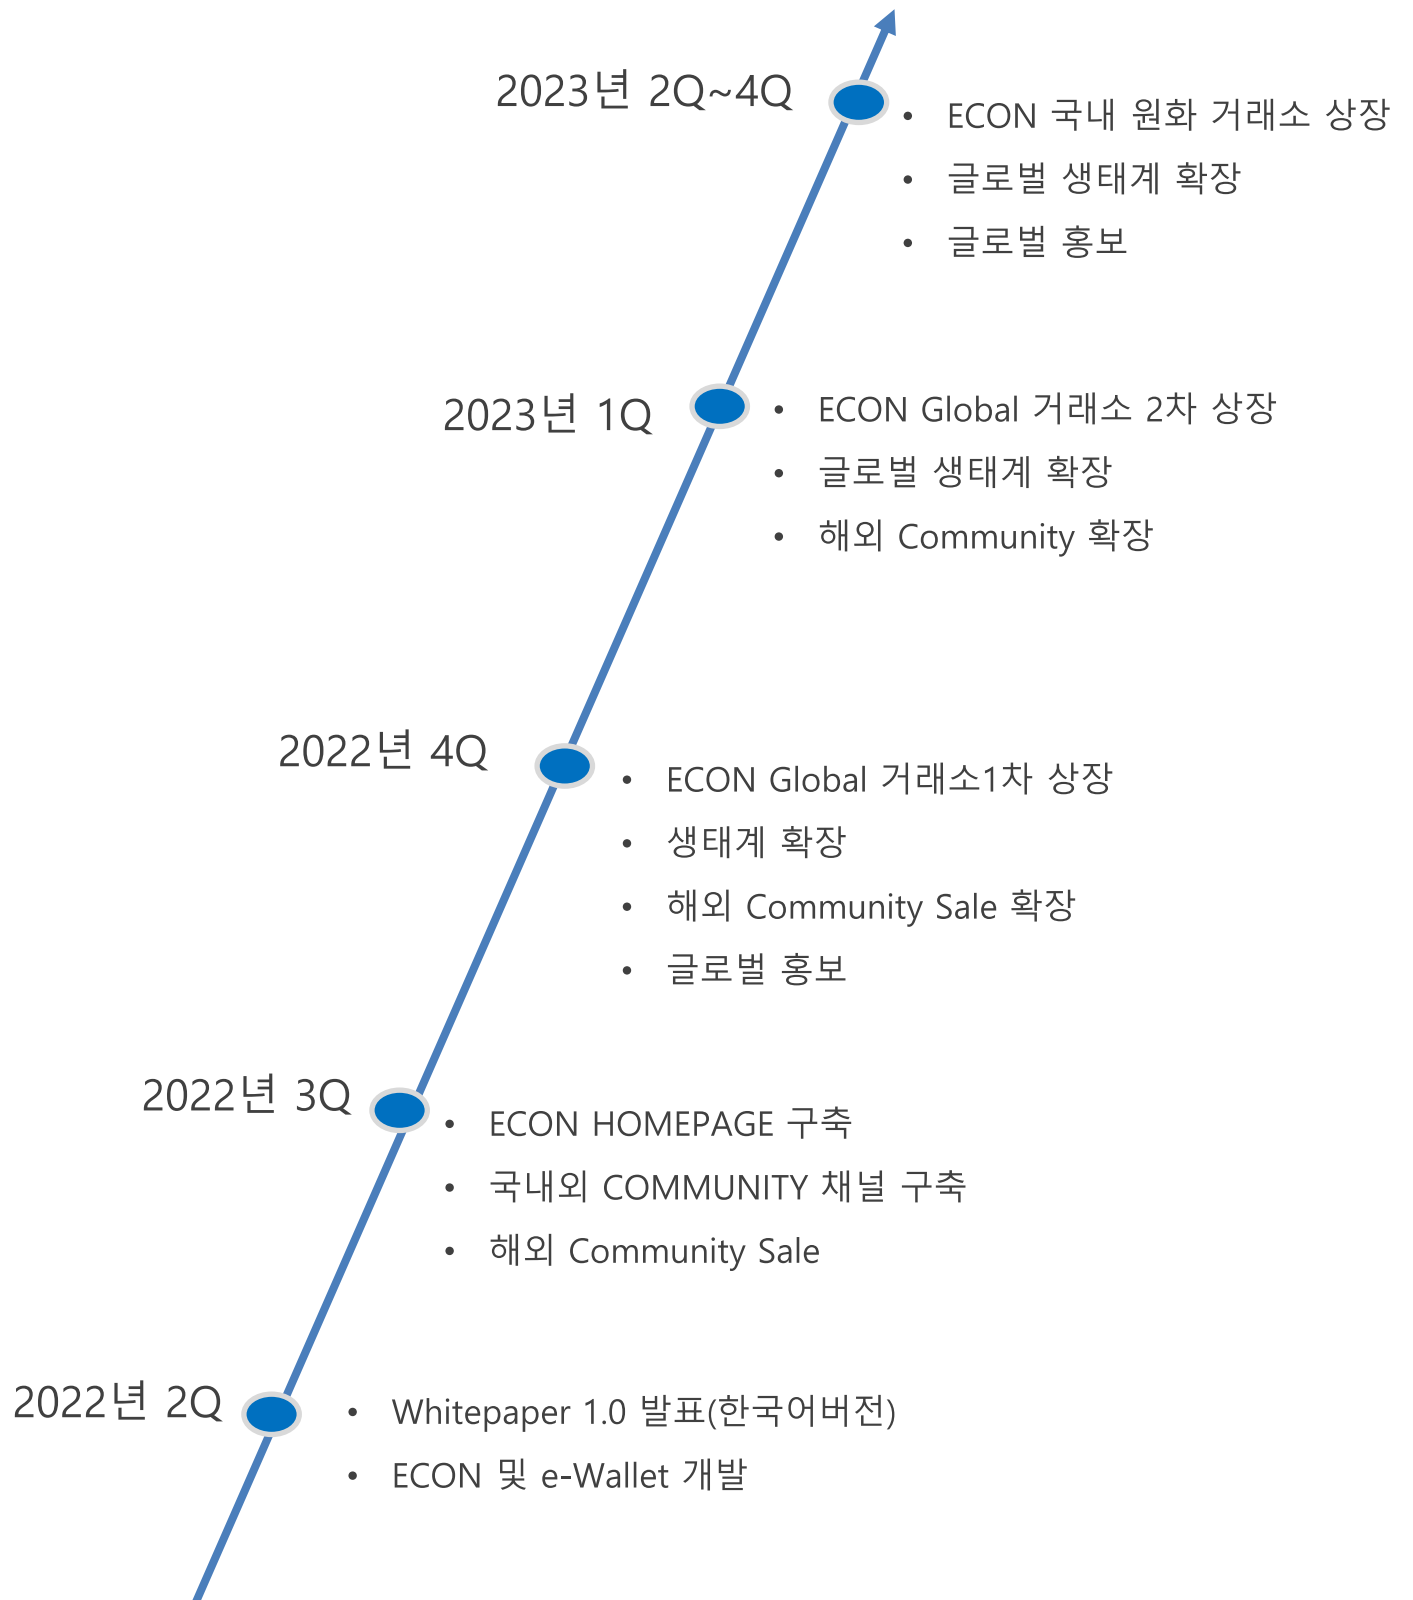 2023년 2Q~4Q
• ECON 국내 원화 거래소 상장
• 글로벌 생태계 확장
• 글로벌 홍보
2023년 1Q
• ECON Global 거래소 2차 상장
• 글로벌 생태계 확장
• 해외 Community 확장
2022년 4Q
• ECON Global 거래소1차 상장
• 생태계 확장
• 해외 Community Sale 확장
• 글로벌 홍보
2022년 3Q
• ECON HOMEPAGE 구축
• 국내외 COMMUNITY 채널 구축
• 해외 Community Sale
2022년 2Q
• Whitepaper 1.0 발표(한국어버전)
• ECON 및 e-Wallet 개발